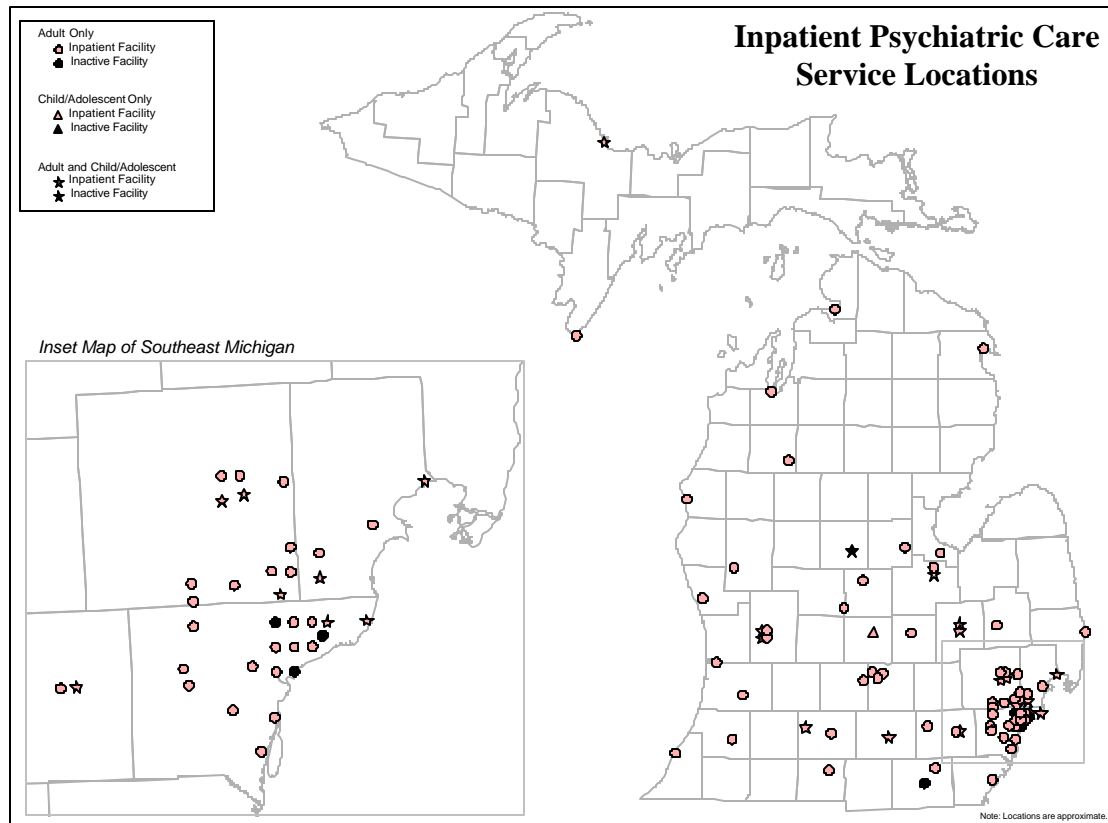 Inpatient Psychiatric Care
Service Locations
Adult Only
Inpatient Facility
Inactive Facility
Child/Adolescent Only
Inpatient Facility
Inactive Facility
Adult and Child/Adolescent
Inpatient Facility
Inactive Facility
Inset Map of Southeast Michigan
Note: Locations are approximate.